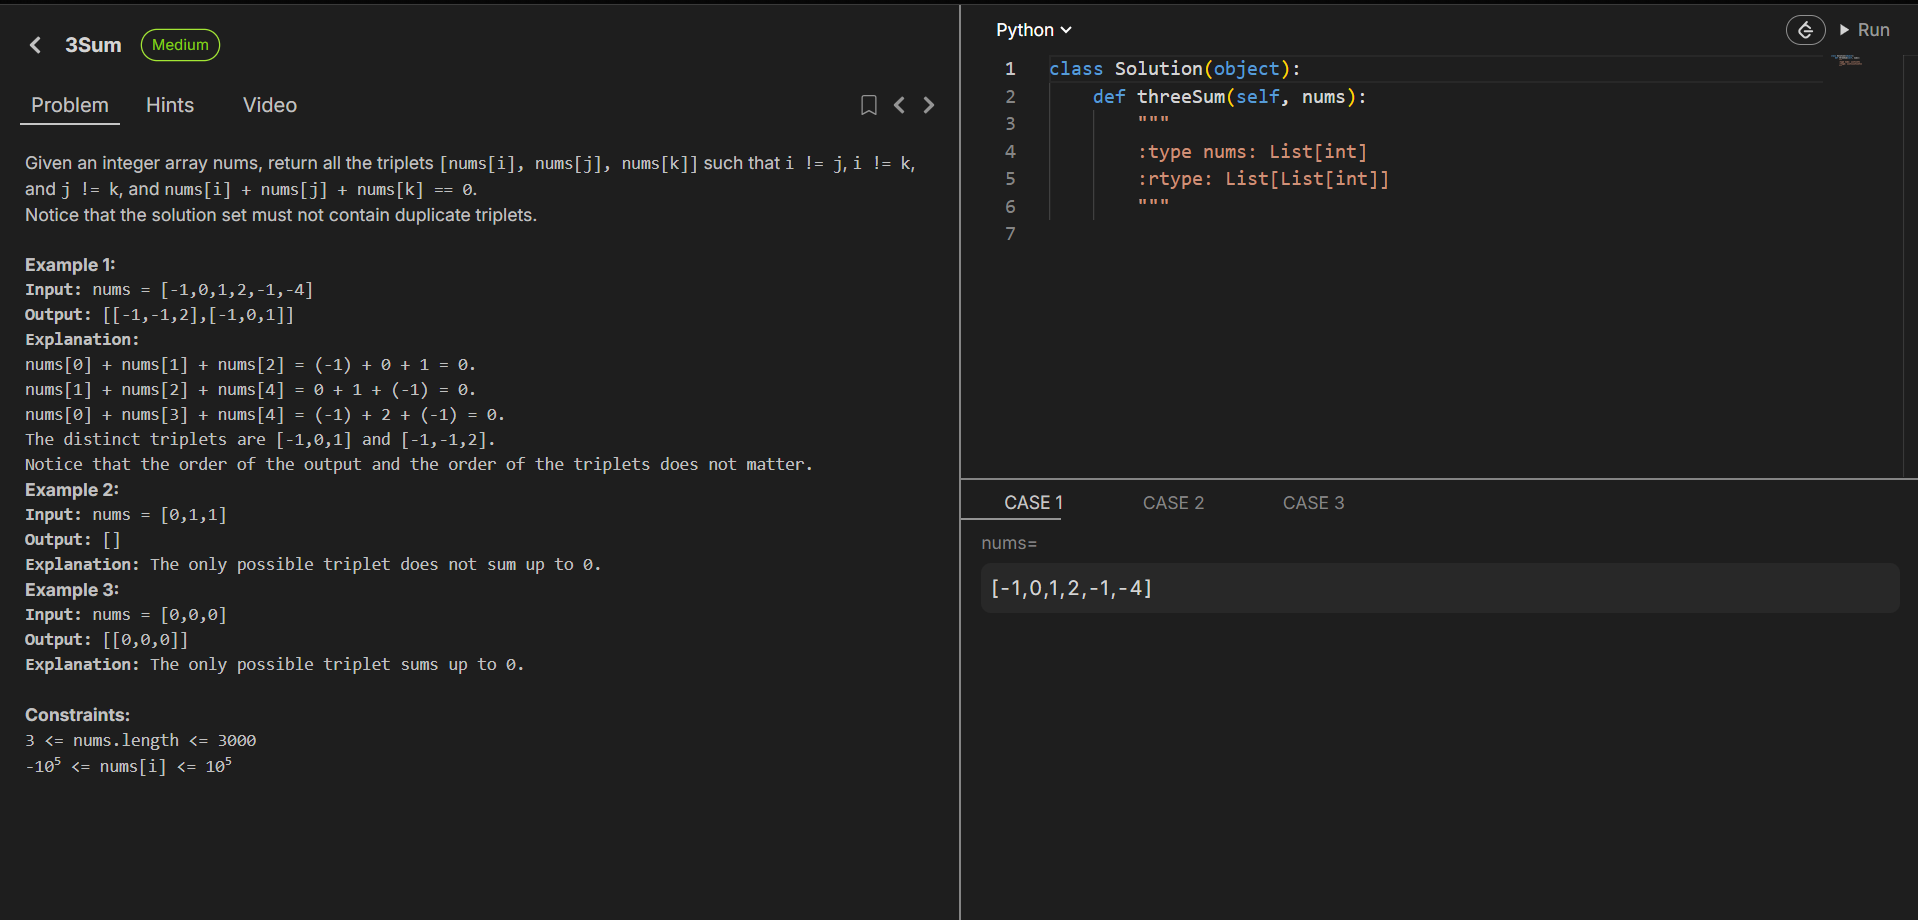 3Sum Medium
Problem Hints Video
Given an integer array nums, return all the triplets [nums[i], nums[j], nums[k]] such that i != j, i != k,
and j != k, and nums[i] + nums[j] + nums[k] == 0.
Notice that the solution set must not contain duplicate triplets.
Example 1:
Input: nums = [-1,0,1,2,-1,-4]
Output: [[-1,-1,2],[-1,0,1]]
Explanation:
nums[0] + nums[1] + nums[2] = (-1) + 0 + 1 = 0.
nums[1] + nums[2] + nums[4] = 0 + 1 + (-1) = 0.
nums[0] + nums[3] + nums[4] = (-1) + 2 + (-1) = 0.
The distinct triplets are [-1,0,1] and [-1,-1,2].
Notice that the order of the output and the order of the triplets does not matter.
Example 2:
Input: nums = [0,1,1]
Output: []
Explanation: The only possible triplet does not sum up to 0.
Example 3:
Input: nums = [0,0,0]
Output: [[0,0,0]]
Explanation: The only possible triplet sums up to 0.
Constraints:
3 <= nums.length <= 3000
-10⁵ <= nums[i] <= 10⁵
Python Run
1 class Solution(object):
2 def threeSum(self, nums):
3 """
4 :type nums: List[int]
5 :rtype: List[List[int]]
6 """
7
CASE 1 CASE 2 CASE 3
nums=
[-1,0,1,2,-1,-4]